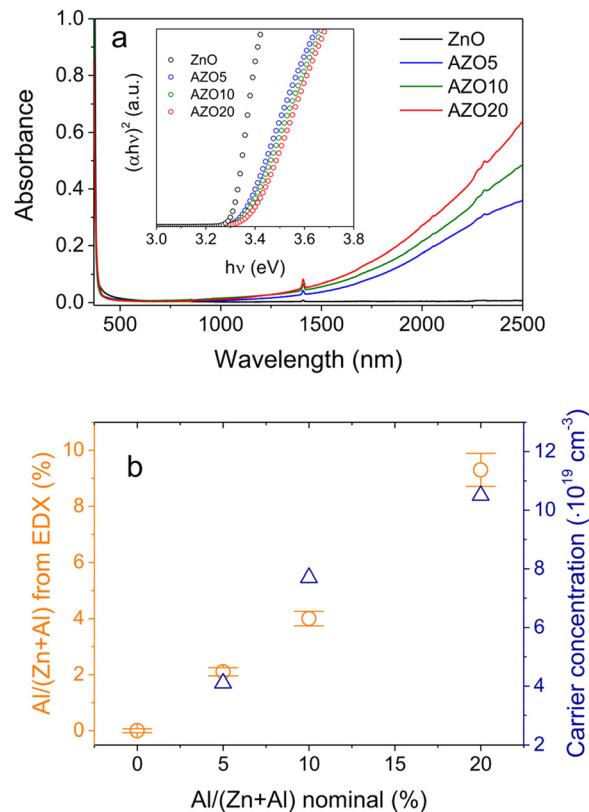 a
ZnO
AZO5
AZO10
AZO20
(αhν)² (a.u.)
3.0 3.2 3.4 3.6 3.8
hν (eV)
ZnO
AZO5
AZO10
AZO20
Absorbance
1.0
0.8
0.6
0.4
0.2
0.0
500 1000 1500 2000 2500
Wavelength (nm)
b
Al/(Zn+Al) from EDX (%)
10
8
6
4
2
0
Carrier concentration (·10¹⁹ cm⁻³)
12
10
8
6
4
2
0 5 10 15 20
Al/(Zn+Al) nominal (%)